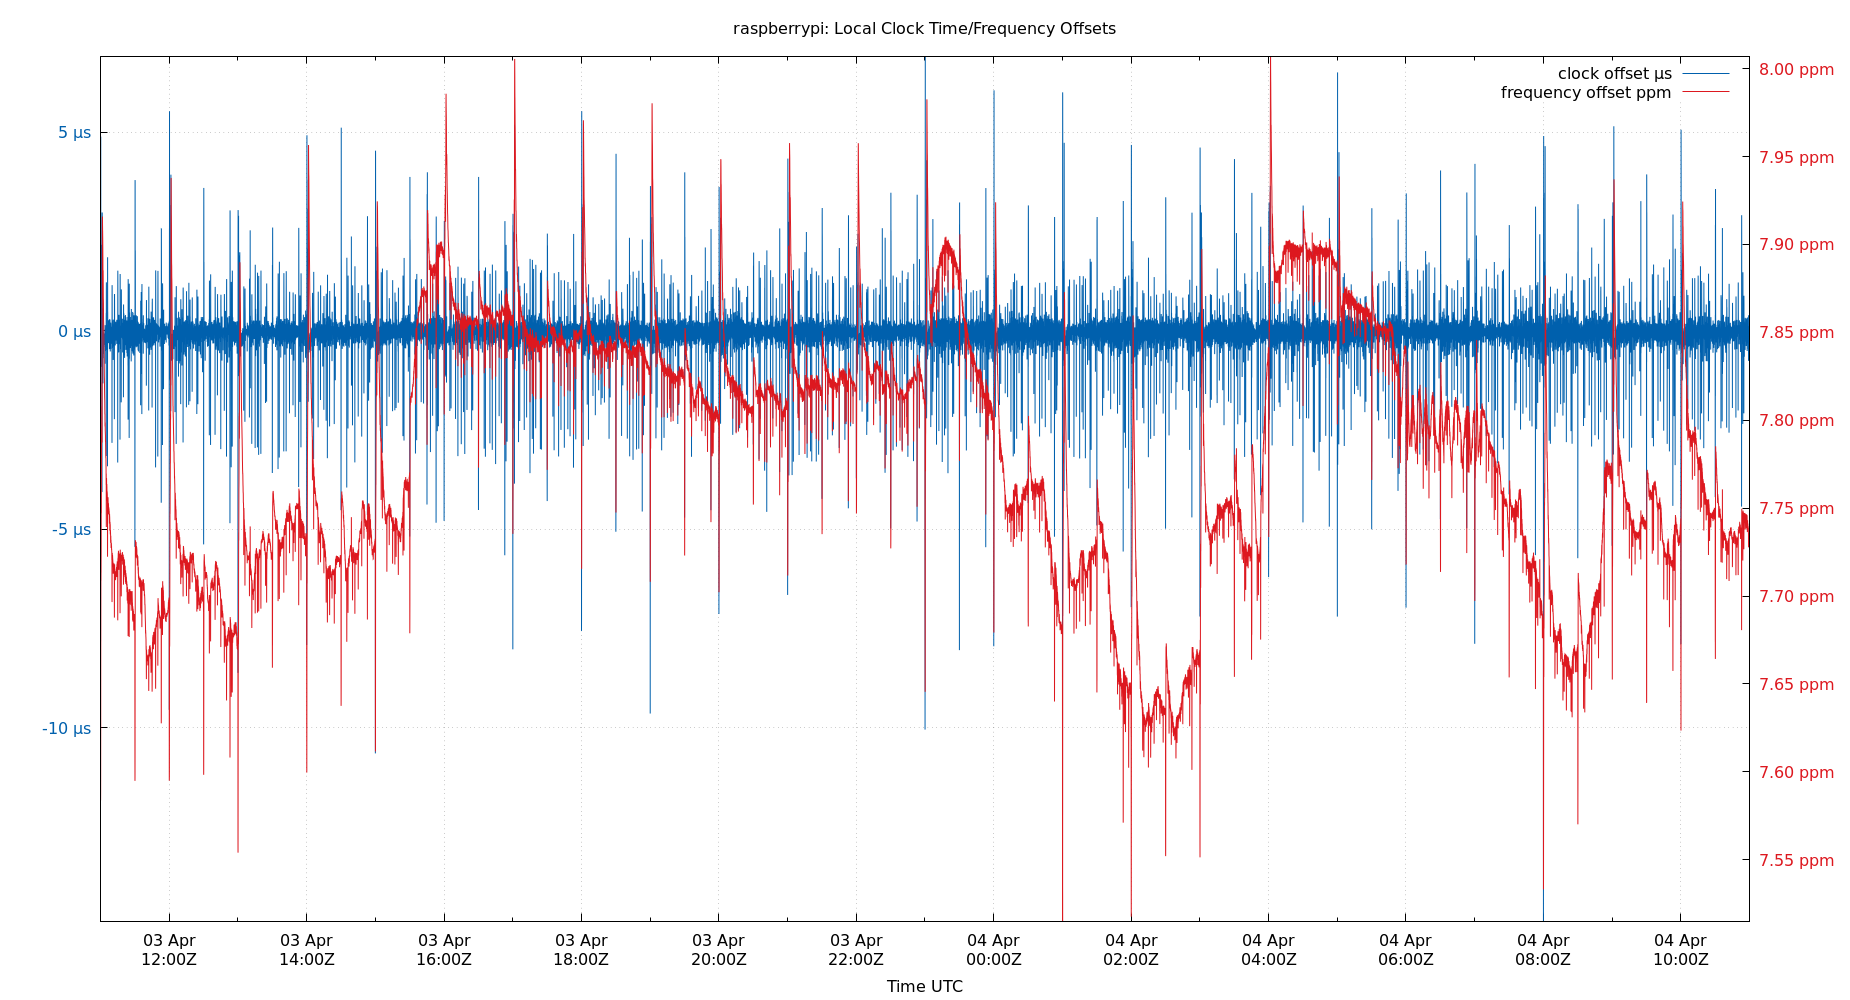 raspberrypi: Local Clock Time/Frequency Offsets
clock offset µs
frequency offset ppm
5 µs
0 µs
-5 µs
-10 µs
8.00 ppm
7.95 ppm
7.90 ppm
7.85 ppm
7.80 ppm
7.75 ppm
7.70 ppm
7.65 ppm
7.60 ppm
7.55 ppm
03 Apr
12:00Z
03 Apr
14:00Z
03 Apr
16:00Z
03 Apr
18:00Z
03 Apr
20:00Z
03 Apr
22:00Z
04 Apr
00:00Z
04 Apr
02:00Z
04 Apr
04:00Z
04 Apr
06:00Z
04 Apr
08:00Z
04 Apr
10:00Z
Time UTC